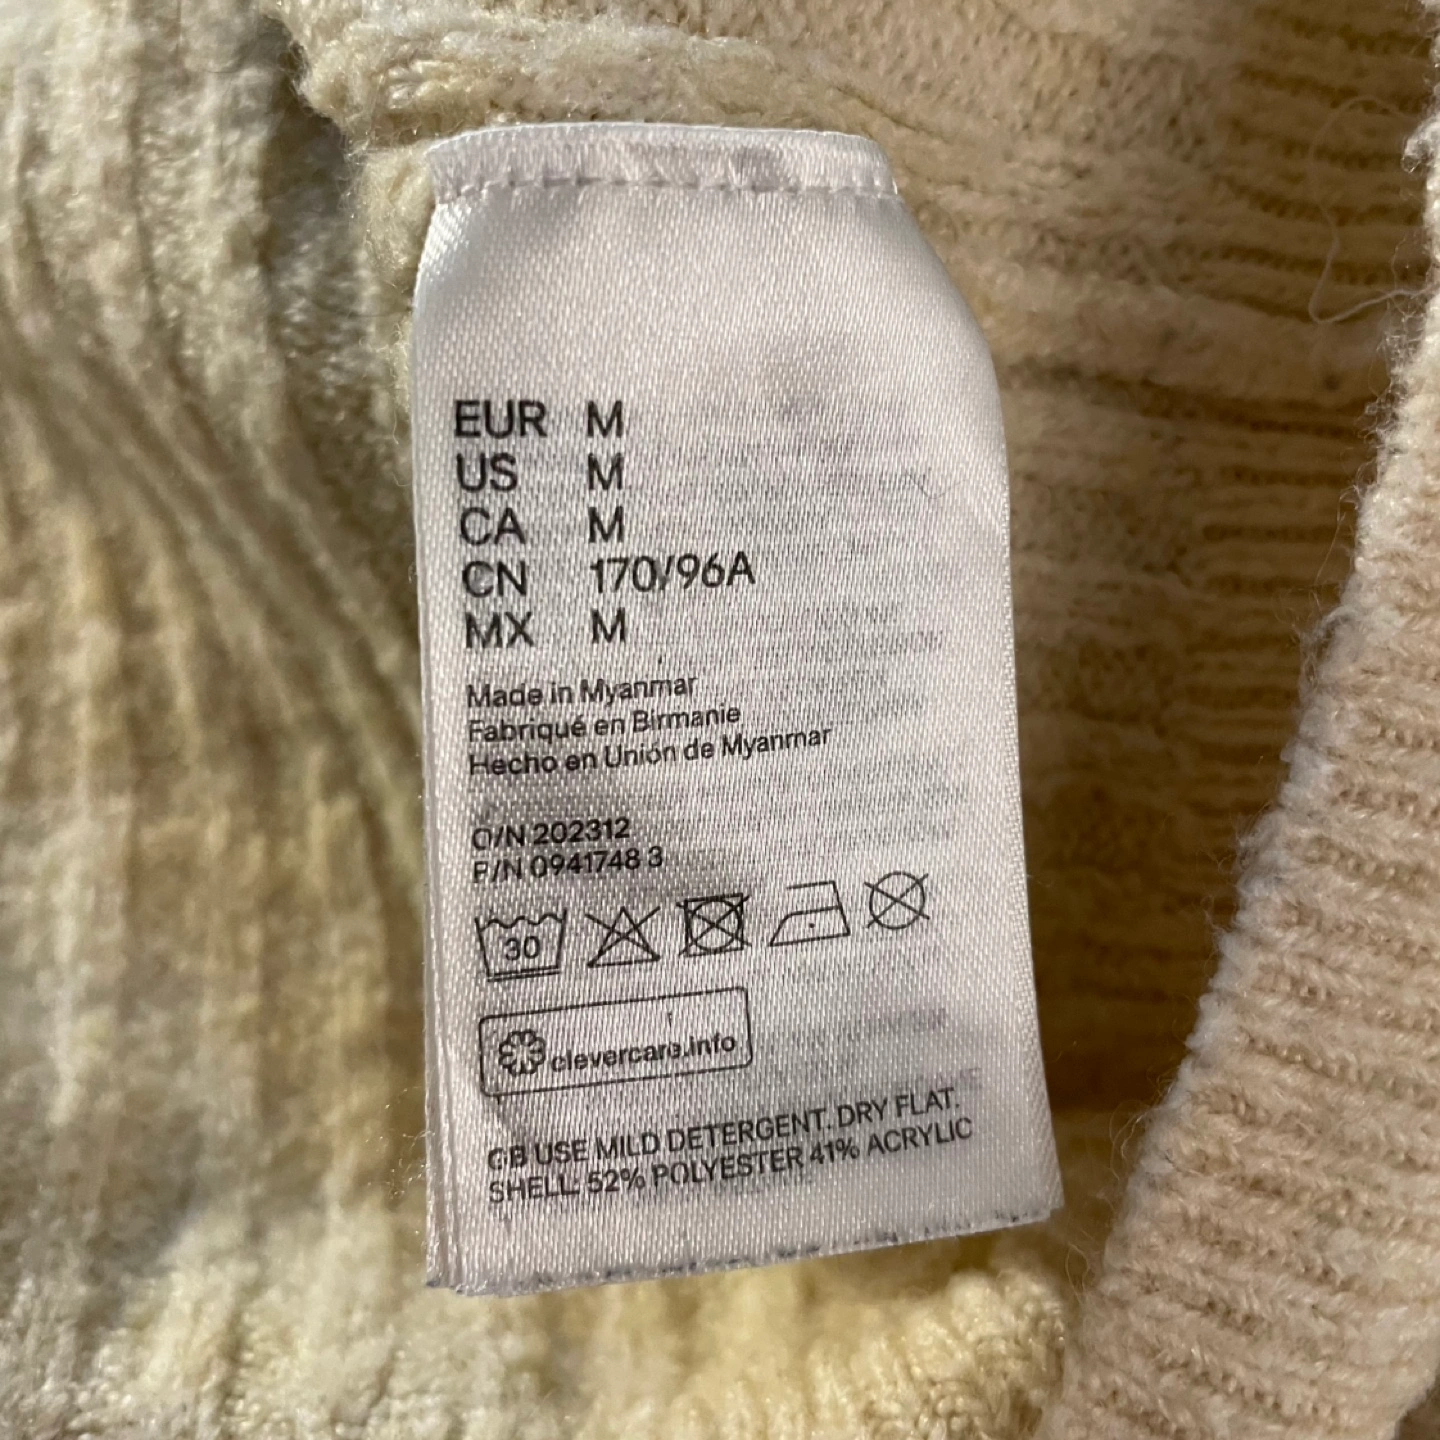 EUR M
US M
CA M
CN 170/96A
MX M
Made in Myanmar
Fabriqué en Birmanie
Hecho en Unión de Myanmar
O/N 202312
P/N 0941748 3
30
clevercare.info
GB USE MILD DETERGENT. DRY FLAT.
SHELL: 52% POLYESTER 41% ACRYLIC